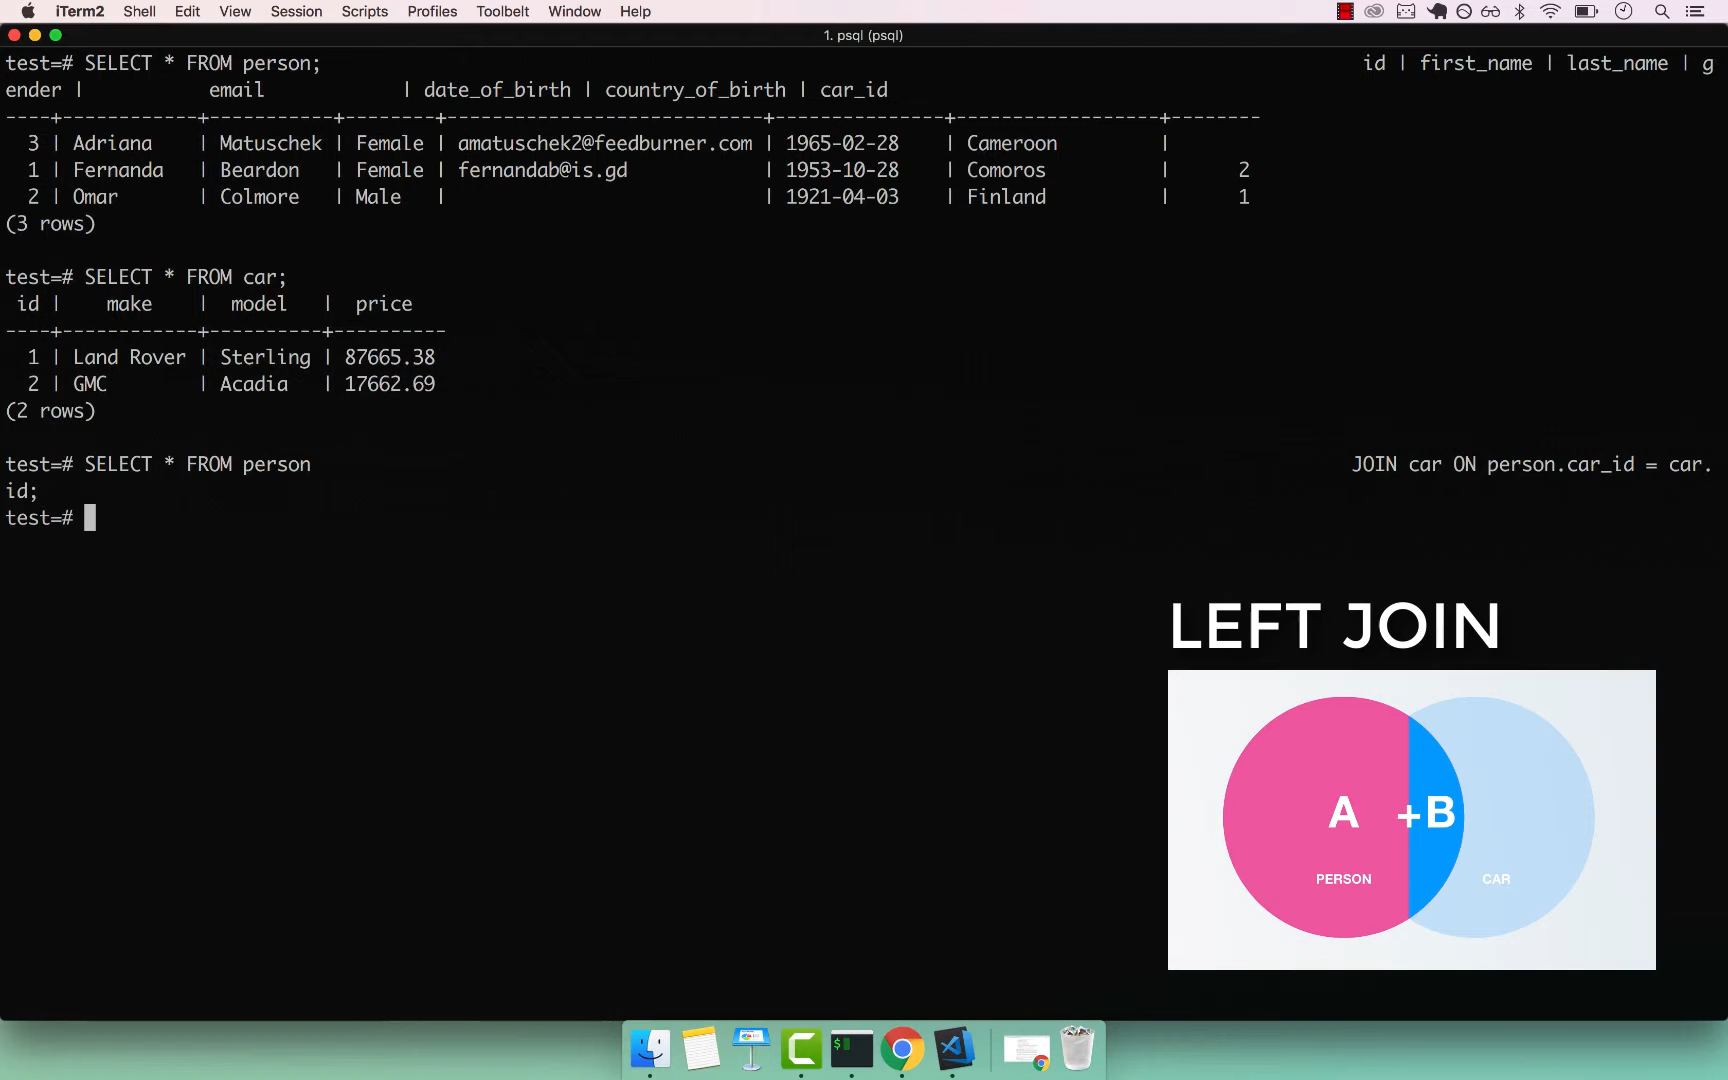 iTerm2 Shell Edit View Session Scripts Profiles Toolbelt Window Help
1. psql (psql)
test=# SELECT * FROM person; id | first_name | last_name | g
ender | email | date_of_birth | country_of_birth | car_id
----+------------+-----------+--------+----------------------------+---------------+------------------+--------
3 | Adriana | Matuschek | Female | amatuschek2@feedburner.com | 1965-02-28 | Cameroon |
1 | Fernanda | Beardon | Female | fernandab@is.gd | 1953-10-28 | Comoros | 2
2 | Omar | Colmore | Male | | 1921-04-03 | Finland | 1
(3 rows)
test=# SELECT * FROM car;
id | make | model | price
----+------------+----------+----------
1 | Land Rover | Sterling | 87665.38
2 | GMC | Acadia | 17662.69
(2 rows)
test=# SELECT * FROM person JOIN car ON person.car_id = car.
id;
test=#
LEFT JOIN
A +B
PERSON CAR
$